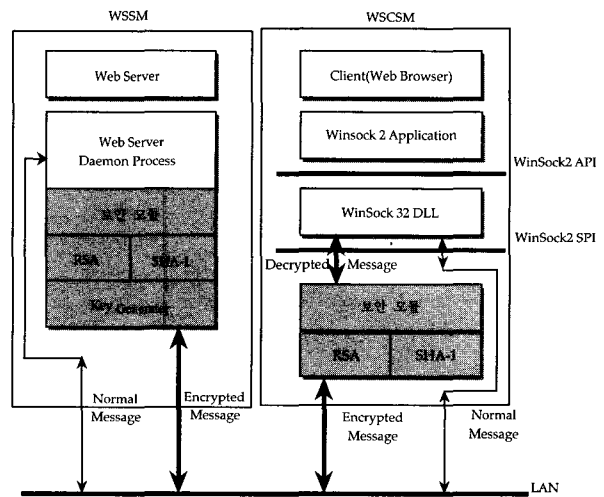 WSSM
Web Server
Web Server
Daemon Process
보안 모듈
RSA
SHA-1
Key Generator
Normal
Message
Encrypted
Message
WSCSM
Client(Web Browser)
Winsock 2 Application
WinSock2 API
WinSock 32 DLL
WinSock2 SPI
Decrypted
Message
보안 모듈
RSA
SHA-1
Encrypted
Message
Normal
Message
LAN